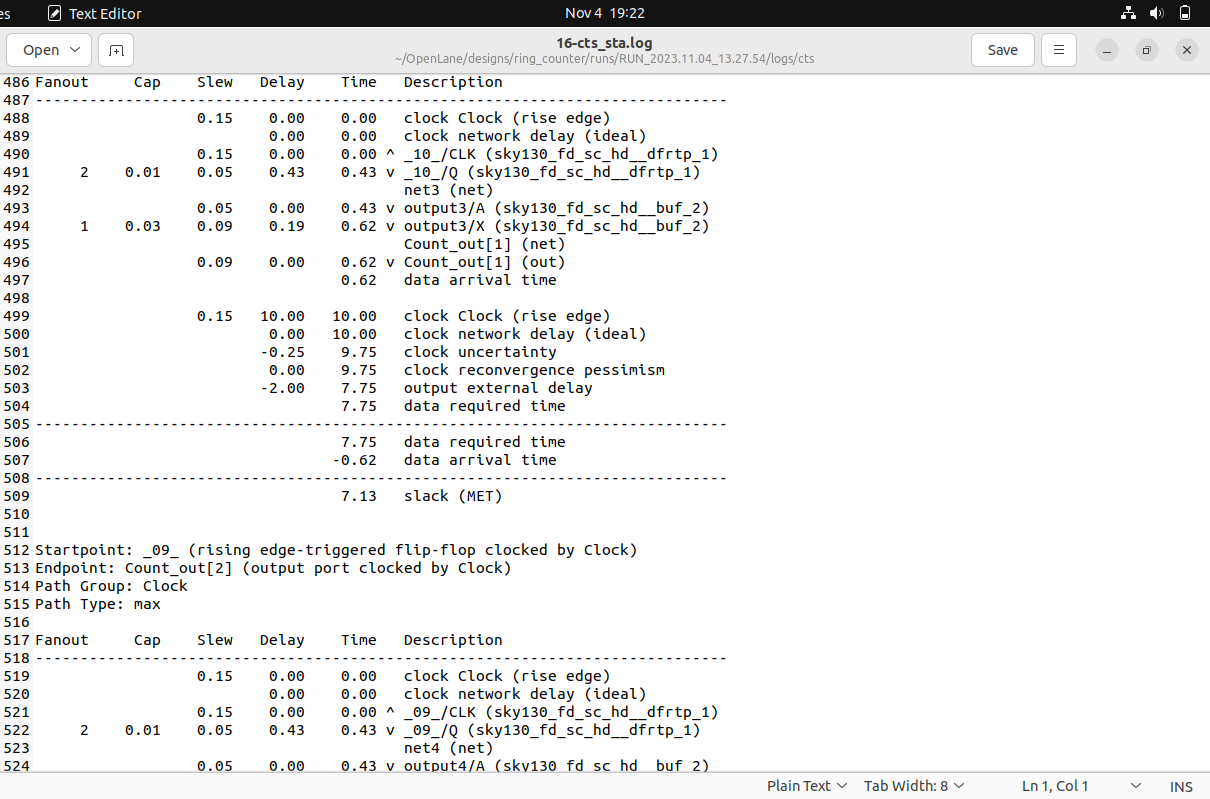 es Text Editor Nov 4 19:22
Open 16-cts_sta.log Save
~/OpenLane/designs/ring_counter/runs/RUN_2023.11.04_13.27.54/logs/cts
486 Fanout Cap Slew Delay Time Description
487 -----------------------------------------------------------------------------
488 0.15 0.00 0.00 clock Clock (rise edge)
489 0.00 0.00 clock network delay (ideal)
490 0.15 0.00 0.00 ^ _10_/CLK (sky130_fd_sc_hd__dfrtp_1)
491 2 0.01 0.05 0.43 0.43 v _10_/Q (sky130_fd_sc_hd__dfrtp_1)
492 net3 (net)
493 0.05 0.00 0.43 v output3/A (sky130_fd_sc_hd__buf_2)
494 1 0.03 0.09 0.19 0.62 v output3/X (sky130_fd_sc_hd__buf_2)
495 Count_out[1] (net)
496 0.09 0.00 0.62 v Count_out[1] (out)
497 0.62 data arrival time
498
499 0.15 10.00 10.00 clock Clock (rise edge)
500 0.00 10.00 clock network delay (ideal)
501 -0.25 9.75 clock uncertainty
502 0.00 9.75 clock reconvergence pessimism
503 -2.00 7.75 output external delay
504 7.75 data required time
505 -----------------------------------------------------------------------------
506 7.75 data required time
507 -0.62 data arrival time
508 -----------------------------------------------------------------------------
509 7.13 slack (MET)
510
511
512 Startpoint: _09_ (rising edge-triggered flip-flop clocked by Clock)
513 Endpoint: Count_out[2] (output port clocked by Clock)
514 Path Group: Clock
515 Path Type: max
516
517 Fanout Cap Slew Delay Time Description
518 -----------------------------------------------------------------------------
519 0.15 0.00 0.00 clock Clock (rise edge)
520 0.00 0.00 clock network delay (ideal)
521 0.15 0.00 0.00 ^ _09_/CLK (sky130_fd_sc_hd__dfrtp_1)
522 2 0.01 0.05 0.43 0.43 v _09_/Q (sky130_fd_sc_hd__dfrtp_1)
523 net4 (net)
524 0.05 0.00 0.43 v output4/A (sky130_fd_sc_hd__buf_2)
Plain Text Tab Width: 8 Ln 1, Col 1 INS